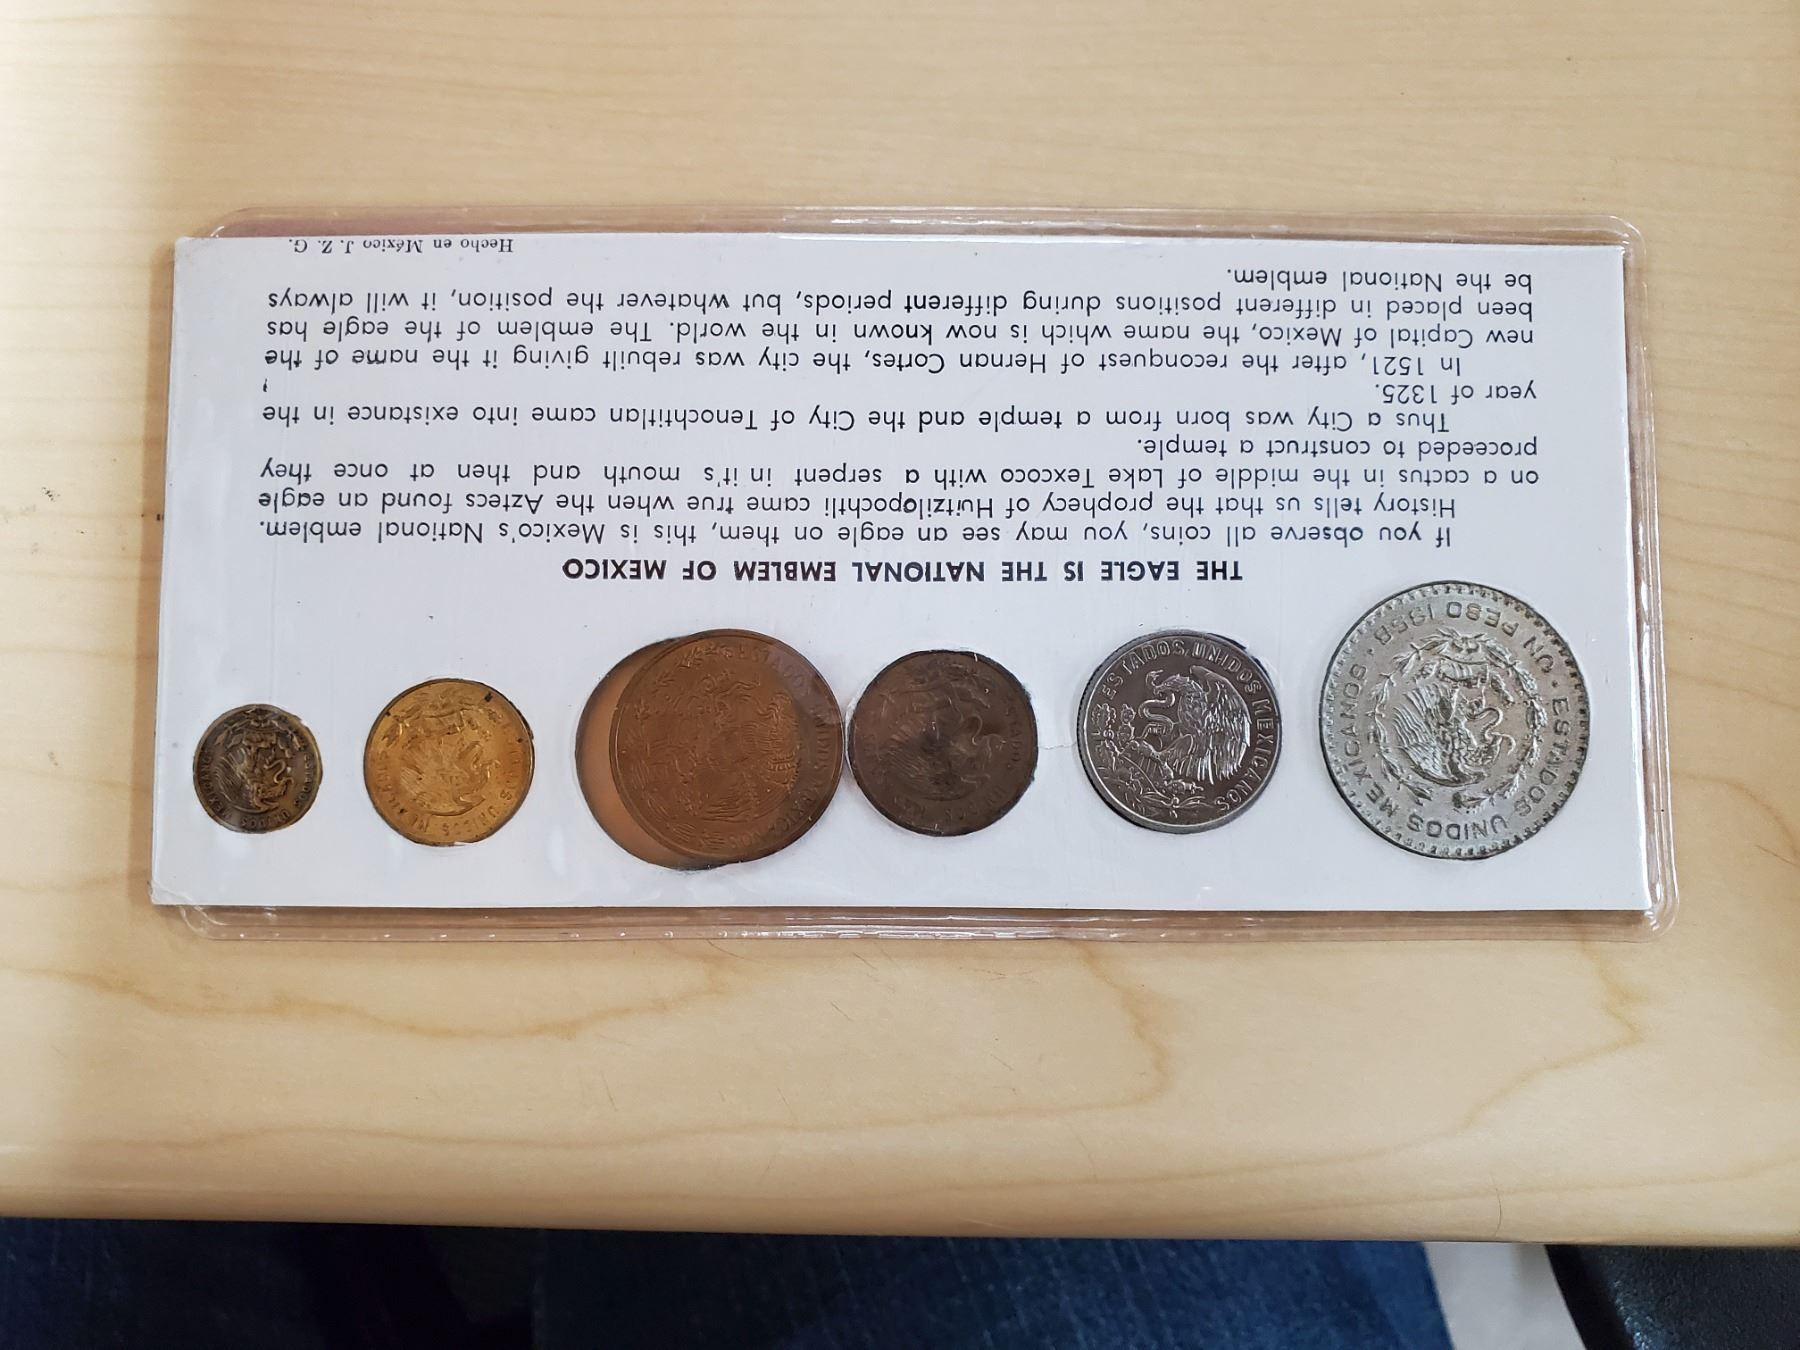 THE EAGLE IS THE NATIONAL EMBLEM OF MEXICO
If you observe all coins, you may see an eagle on them, this is Mexico's National emblem.
History tells us that the prophecy of Huitzilopochtli came true when the Aztecs found an eagle
on a cactus in the middle of Lake Texcoco with a serpent in it's mouth and then at once they
proceeded to construct a temple.
Thus a City was born from a temple and the City of Tenochtitlan came into existance in the
year of 1325.
In 1521, after the reconquest of Hernan Cortes, the city was rebuilt giving it the name of the
new Capital of Mexico, the name which is now known in the world. The emblem of the eagle has
been placed in different positions during different periods, but whatever the position, it will always
be the National emblem.
Hecho en México J. Z. G.
ESTADOS UNIDOS MEXICANOS · UN PESO 1958 ·
ESTADOS UNIDOS MEXICANOS
ESTADOS UNIDOS MEXICANOS
UNIDOS